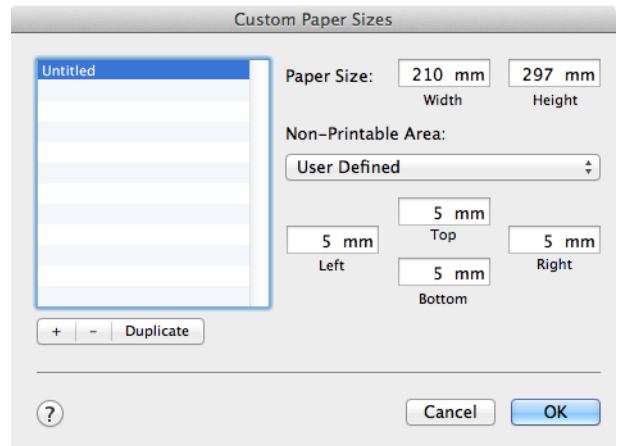 Custom Paper Sizes
Untitled
Paper Size: 210 mm 297 mm
Width Height
Non-Printable Area:
User Defined
5 mm
Top
5 mm 5 mm
Left Right
5 mm
Bottom
+ - Duplicate
? Cancel OK